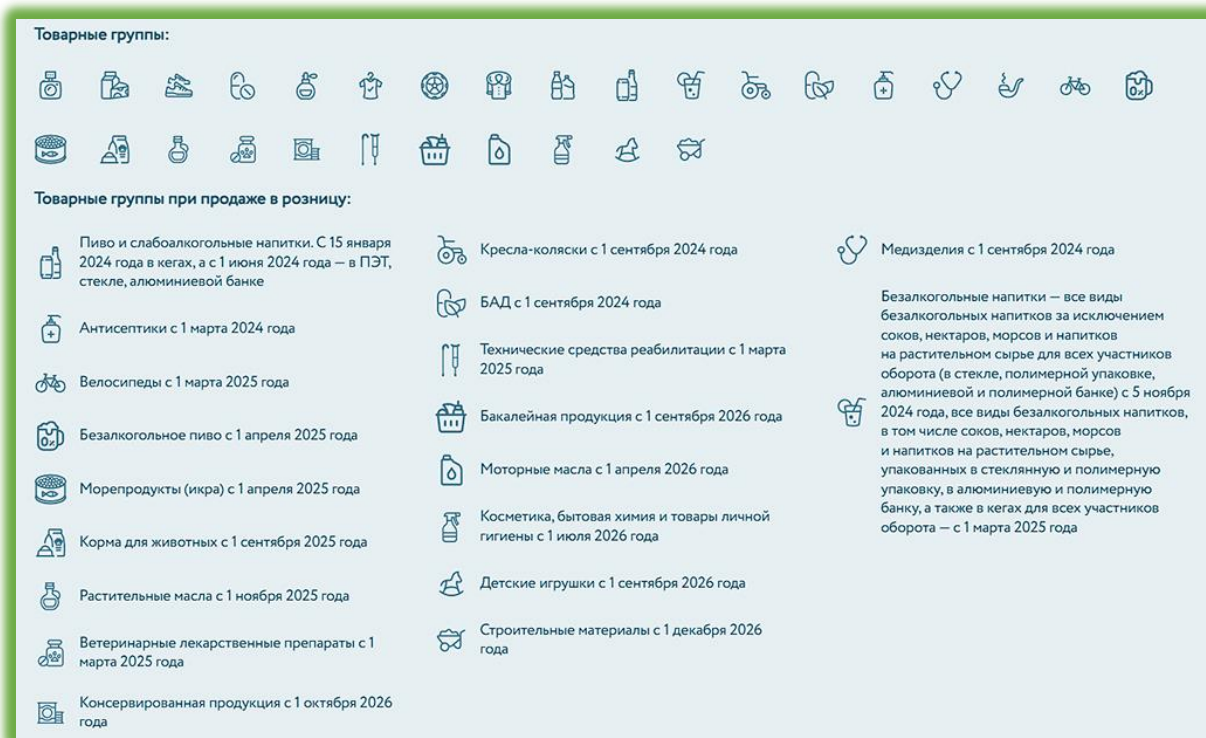 Товарные группы:
0%
Товарные группы при продаже в розницу:
Пиво и слабоалкогольные напитки. С 15 января
2024 года в кегах, а с 1 июня 2024 года — в ПЭТ,
стекле, алюминиевой банке
Антисептики с 1 марта 2024 года
Велосипеды с 1 марта 2025 года
0%
Безалкогольное пиво с 1 апреля 2025 года
Морепродукты (икра) с 1 апреля 2025 года
Корма для животных с 1 сентября 2025 года
Растительные масла с 1 ноября 2025 года
Ветеринарные лекарственные препараты с 1
марта 2025 года
Консервированная продукция с 1 октября 2026
года
Кресла-коляски с 1 сентября 2024 года
БАД с 1 сентября 2024 года
Технические средства реабилитации с 1 марта
2025 года
Бакалейная продукция с 1 сентября 2026 года
Моторные масла с 1 апреля 2026 года
Косметика, бытовая химия и товары личной
гигиены с 1 июля 2026 года
Детские игрушки с 1 сентября 2026 года
Строительные материалы с 1 декабря 2026
года
Медизделия с 1 сентября 2024 года
Безалкогольные напитки — все виды
безалкогольных напитков за исключением
соков, нектаров, морсов и напитков
на растительном сырье для всех участников
оборота (в стекле, полимерной упаковке,
алюминиевой и полимерной банке) с 5 ноября
2024 года, все виды безалкогольных напитков,
в том числе соков, нектаров, морсов
и напитков на растительном сырье,
упакованных в стеклянную и полимерную
упаковку, в алюминиевую и полимерную
банку, а также в кегах для всех участников
оборота — с 1 марта 2025 года